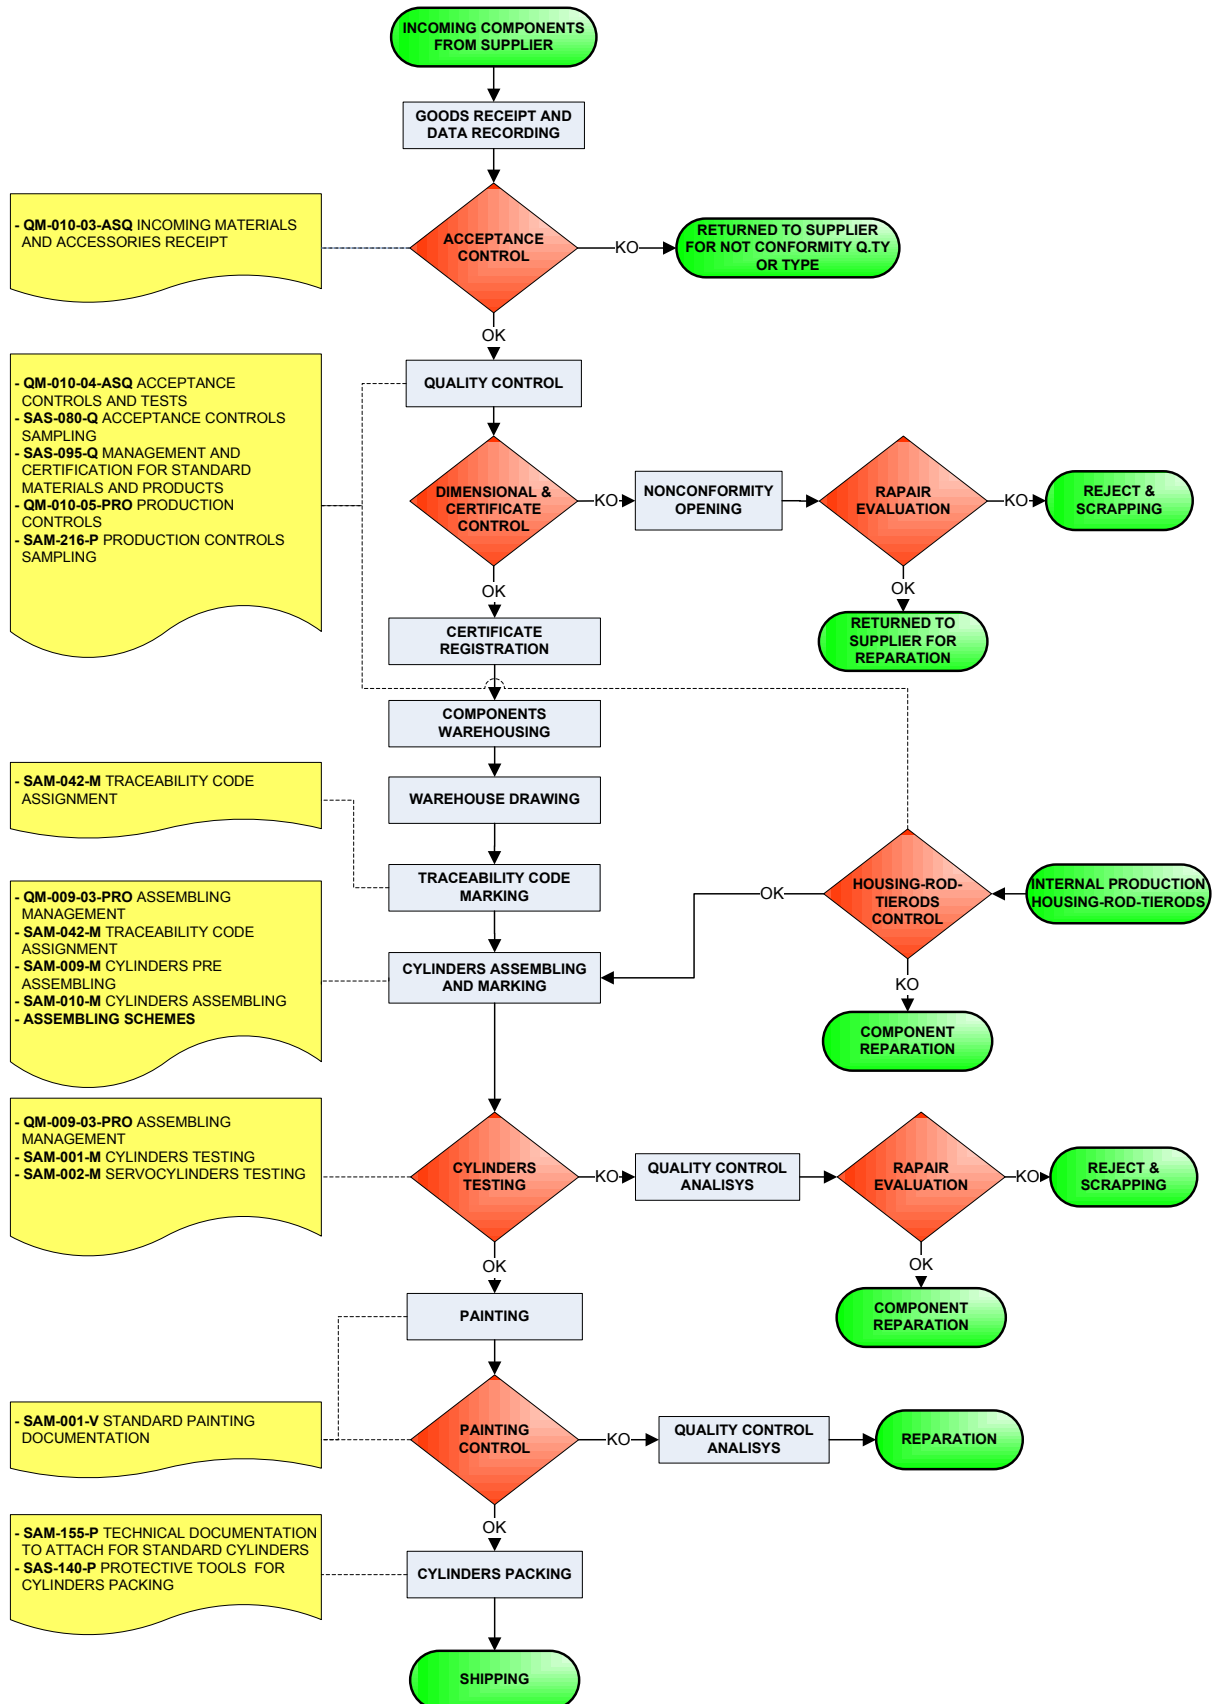 INCOMING COMPONENTS
FROM SUPPLIER
GOODS RECEIPT AND
DATA RECORDING
- QM-010-03-ASQ INCOMING MATERIALS
AND ACCESSORIES RECEIPT
ACCEPTANCE
CONTROL
KO
RETURNED TO SUPPLIER
FOR NOT CONFORMITY Q.TY
OR TYPE
OK
- QM-010-04-ASQ ACCEPTANCE
CONTROLS AND TESTS
- SAS-080-Q ACCEPTANCE CONTROLS
SAMPLING
- SAS-095-Q MANAGEMENT AND
CERTIFICATION FOR STANDARD
MATERIALS AND PRODUCTS
- QM-010-05-PRO PRODUCTION
CONTROLS
- SAM-216-P PRODUCTION CONTROLS
SAMPLING
QUALITY CONTROL
DIMENSIONAL &
CERTIFICATE
CONTROL
KO
NONCONFORMITY
OPENING
RAPAIR
EVALUATION
KO
REJECT &
SCRAPPING
OK
OK
RETURNED TO
SUPPLIER FOR
REPARATION
CERTIFICATE
REGISTRATION
COMPONENTS
WAREHOUSING
- SAM-042-M TRACEABILITY CODE
ASSIGNMENT
WAREHOUSE DRAWING
TRACEABILITY CODE
MARKING
OK
HOUSING-ROD-
TIERODS
CONTROL
INTERNAL PRODUCTION
HOUSING-ROD-TIERODS
KO
COMPONENT
REPARATION
- QM-009-03-PRO ASSEMBLING
MANAGEMENT
- SAM-042-M TRACEABILITY CODE
ASSIGNMENT
- SAM-009-M CYLINDERS PRE
ASSEMBLING
- SAM-010-M CYLINDERS ASSEMBLING
- ASSEMBLING SCHEMES
CYLINDERS ASSEMBLING
AND MARKING
- QM-009-03-PRO ASSEMBLING
MANAGEMENT
- SAM-001-M CYLINDERS TESTING
- SAM-002-M SERVOCYLINDERS TESTING
CYLINDERS
TESTING
KO
QUALITY CONTROL
ANALISYS
RAPAIR
EVALUATION
KO
REJECT &
SCRAPPING
OK
OK
COMPONENT
REPARATION
PAINTING
- SAM-001-V STANDARD PAINTING
DOCUMENTATION
PAINTING
CONTROL
KO
QUALITY CONTROL
ANALISYS
REPARATION
OK
- SAM-155-P TECHNICAL DOCUMENTATION
TO ATTACH FOR STANDARD CYLINDERS
- SAS-140-P PROTECTIVE TOOLS FOR
CYLINDERS PACKING
CYLINDERS PACKING
SHIPPING